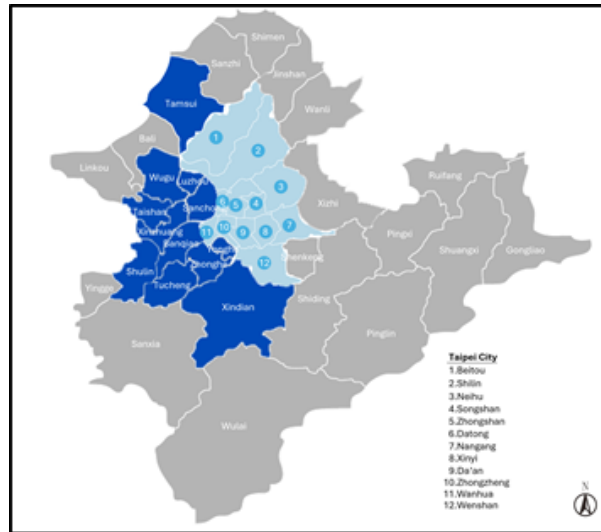 Shimen
Sanzhi
Jinshan
Tamsui
Wanli
Bali
1
2
Linkou
Wugu
Luzhou
3
Ruifang
Xizhi
Taishan
Sanchong
6
5
4
Pingxi
Shuangxi
Gongliao
Xinzhuang
11
10
9
8
7
Banqiao
Yonghe
Shulin
Zhonghe
12
Shenkeng
Yingge
Tucheng
Xindian
Shiding
Pinglin
Sanxia
Wulai
Taipei City
1.Beitou
2.Shilin
3.Neihu
4.Songshan
5.Zhongshan
6.Datong
7.Nangang
8.Xinyi
9.Da'an
10.Zhongzheng
11.Wanhua
12.Wenshan
N